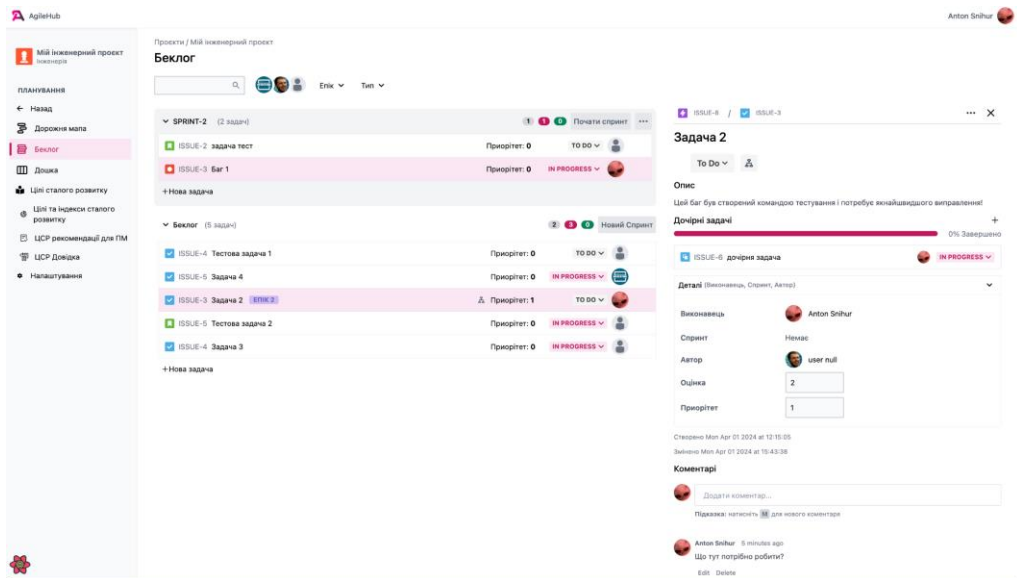 AgileHub
Anton Snihur
Мій інженерний проєкт
Інженерія
ПЛАНУВАННЯ
Назад
Дорожня мапа
Беклог
Дошка
Цілі сталого розвитку
Цілі та індекси сталого
розвитку
ЦСР рекомендації для ПМ
ЦСР Довідка
Налаштування
Проєкти / Мій інженерний проєкт
Беклог
Епік Тип
SPRINT-2 (2 задач) 1 1 0 Почати спринт
ISSUE-2 задача тест Приорітет: 0 TO DO
ISSUE-3 Баг 1 Приорітет: 0 IN PROGRESS
+Нова задача
Беклог (5 задач) 2 3 0 Новий Спринт
ISSUE-4 Тестова задача 1 Приорітет: 0 TO DO
ISSUE-5 Задача 4 Приорітет: 0 IN PROGRESS
ISSUE-3 Задача 2 ЕПІК 2 Приорітет: 1 TO DO
ISSUE-5 Тестова задача 2 Приорітет: 0 IN PROGRESS
ISSUE-4 Задача 3 Приорітет: 0 IN PROGRESS
+Нова задача
ISSUE-8 / ISSUE-3
Задача 2
To Do
Опис
Цей баг був створений командою тестування і потребує якнайшвидшого виправлення!
Дочірні задачі +
0% Завершено
ISSUE-6 дочірня задача IN PROGRESS
Деталі (Виконавець, Спринт, Автор)
Виконавець Anton Snihur
Спринт Немає
Автор user null
Оцінка 2
Приорітет 1
Створено Mon Apr 01 2024 at 12:15:05
Змінено Mon Apr 01 2024 at 15:43:38
Коментарі
Додати коментар...
Підказка: натисніть M для нового коментаря
Anton Snihur 5 minutes ago
Що тут потрібно робити?
Edit Delete